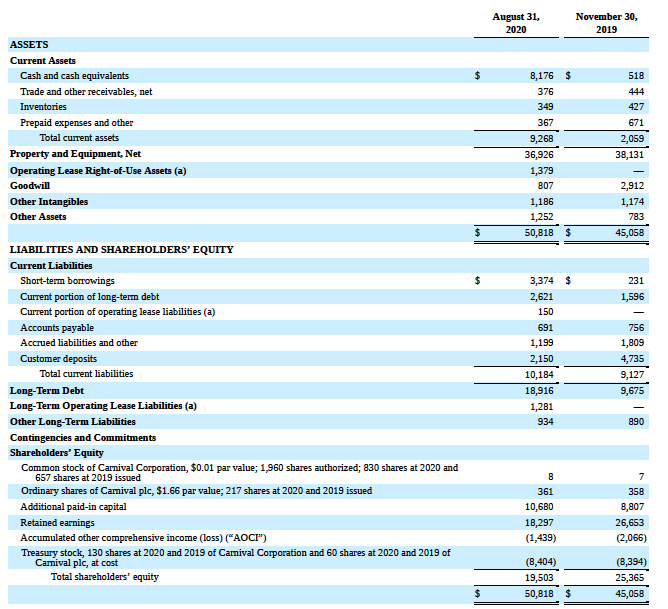 August 31, November 30,
2020 2019
ASSETS
Current Assets
Cash and cash equivalents $ 8,176 $ 518
Trade and other receivables, net 376 444
Inventories 349 427
Prepaid expenses and other 367 671
Total current assets 9,268 2,059
Property and Equipment, Net 36,926 38,131
Operating Lease Right-of-Use Assets (a) 1,379 —
Goodwill 807 2,912
Other Intangibles 1,186 1,174
Other Assets 1,252 783
$ 50,818 $ 45,058
LIABILITIES AND SHAREHOLDERS’ EQUITY
Current Liabilities
Short-term borrowings $ 3,374 $ 231
Current portion of long-term debt 2,621 1,596
Current portion of operating lease liabilities (a) 150 —
Accounts payable 691 756
Accrued liabilities and other 1,199 1,809
Customer deposits 2,150 4,735
Total current liabilities 10,184 9,127
Long-Term Debt 18,916 9,675
Long-Term Operating Lease Liabilities (a) 1,281 —
Other Long-Term Liabilities 934 890
Contingencies and Commitments
Shareholders’ Equity
Common stock of Carnival Corporation, $0.01 par value; 1,960 shares authorized; 830 shares at 2020 and
657 shares at 2019 issued 8 7
Ordinary shares of Carnival plc, $1.66 par value; 217 shares at 2020 and 2019 issued 361 358
Additional paid-in capital 10,680 8,807
Retained earnings 18,297 26,653
Accumulated other comprehensive income (loss) (“AOCI”) (1,439) (2,066)
Treasury stock, 130 shares at 2020 and 2019 of Carnival Corporation and 60 shares at 2020 and 2019 of
Carnival plc, at cost (8,404) (8,394)
Total shareholders’ equity 19,503 25,365
$ 50,818 $ 45,058